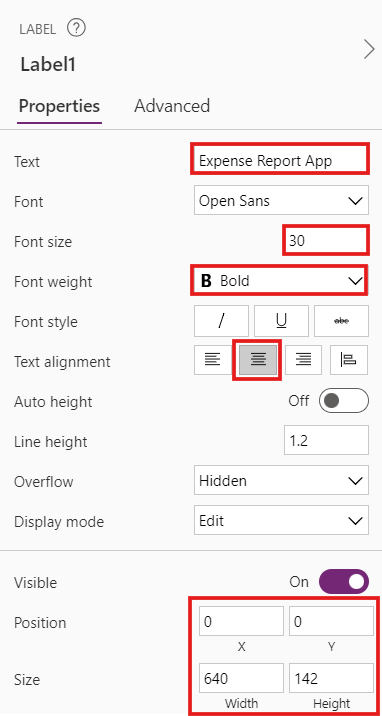 LABEL ?
Label1
Properties Advanced
Text Expense Report App
Font Open Sans
Font size 30
Font weight B Bold
Font style / U abc
Text alignment
Auto height Off
Line height 1.2
Overflow Hidden
Display mode Edit
Visible On
Position 0 0
X Y
Size 640 142
Width Height